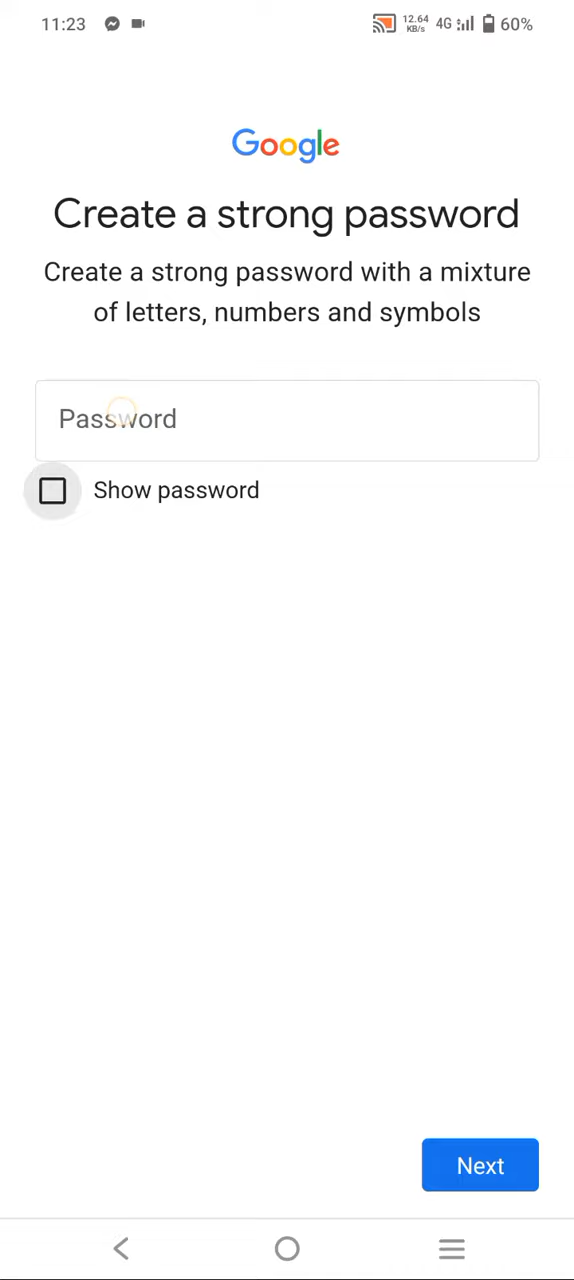 11:23 12.64 KB/s 4G 60%
Google
Create a strong password
Create a strong password with a mixture
of letters, numbers and symbols
Password
Show password
Next